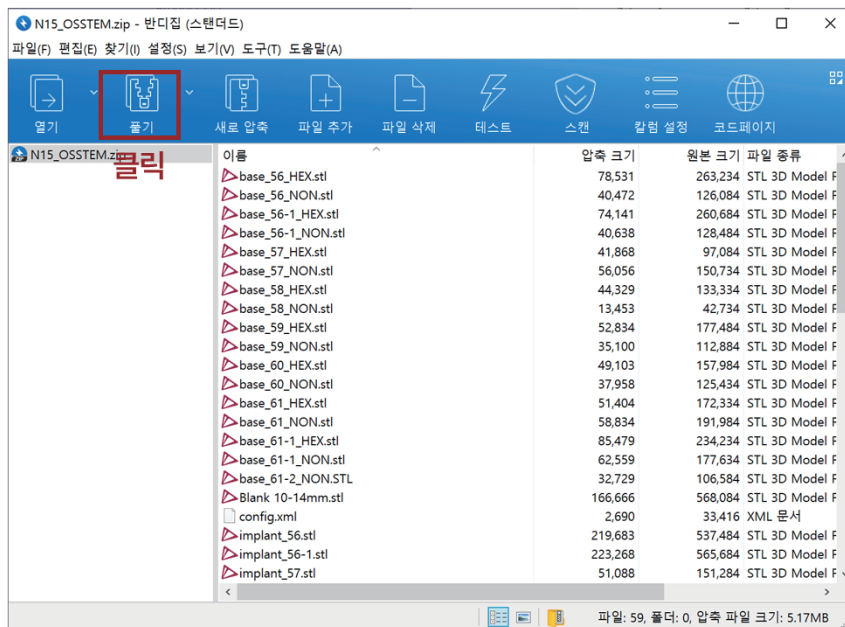 N15_OSSTEM.zip - 반디집 (스탠더드)
파일(F) 편집(E) 찾기(I) 설정(S) 보기(V) 도구(T) 도움말(A)
열기 풀기 새로 압축 파일 추가 파일 삭제 테스트 스캔 칼럼 설정 코드페이지
N15_OSSTEM.zip
클릭
이름 압축 크기 원본 크기 파일 종류
base_56_HEX.stl 78,531 263,234 STL 3D Model F
base_56_NON.stl 40,472 126,084 STL 3D Model F
base_56-1_HEX.stl 74,141 260,684 STL 3D Model F
base_56-1_NON.stl 40,638 128,484 STL 3D Model F
base_57_HEX.stl 41,868 97,084 STL 3D Model F
base_57_NON.stl 56,056 150,734 STL 3D Model F
base_58_HEX.stl 44,329 133,334 STL 3D Model F
base_58_NON.stl 13,453 42,734 STL 3D Model F
base_59_HEX.stl 52,834 177,484 STL 3D Model F
base_59_NON.stl 35,100 112,884 STL 3D Model F
base_60_HEX.stl 49,103 157,984 STL 3D Model F
base_60_NON.stl 37,958 125,434 STL 3D Model F
base_61_HEX.stl 51,404 172,334 STL 3D Model F
base_61_NON.stl 58,834 191,984 STL 3D Model F
base_61-1_HEX.stl 85,479 234,234 STL 3D Model F
base_61-1_NON.stl 62,559 177,634 STL 3D Model F
base_61-2_NON.STL 32,729 106,584 STL 3D Model F
Blank 10-14mm.stl 166,666 568,084 STL 3D Model F
config.xml 2,690 33,416 XML 문서
implant_56.stl 219,683 537,484 STL 3D Model F
implant_56-1.stl 223,268 565,684 STL 3D Model F
implant_57.stl 51,088 151,284 STL 3D Model F
파일: 59, 폴더: 0, 압축 파일 크기: 5.17MB